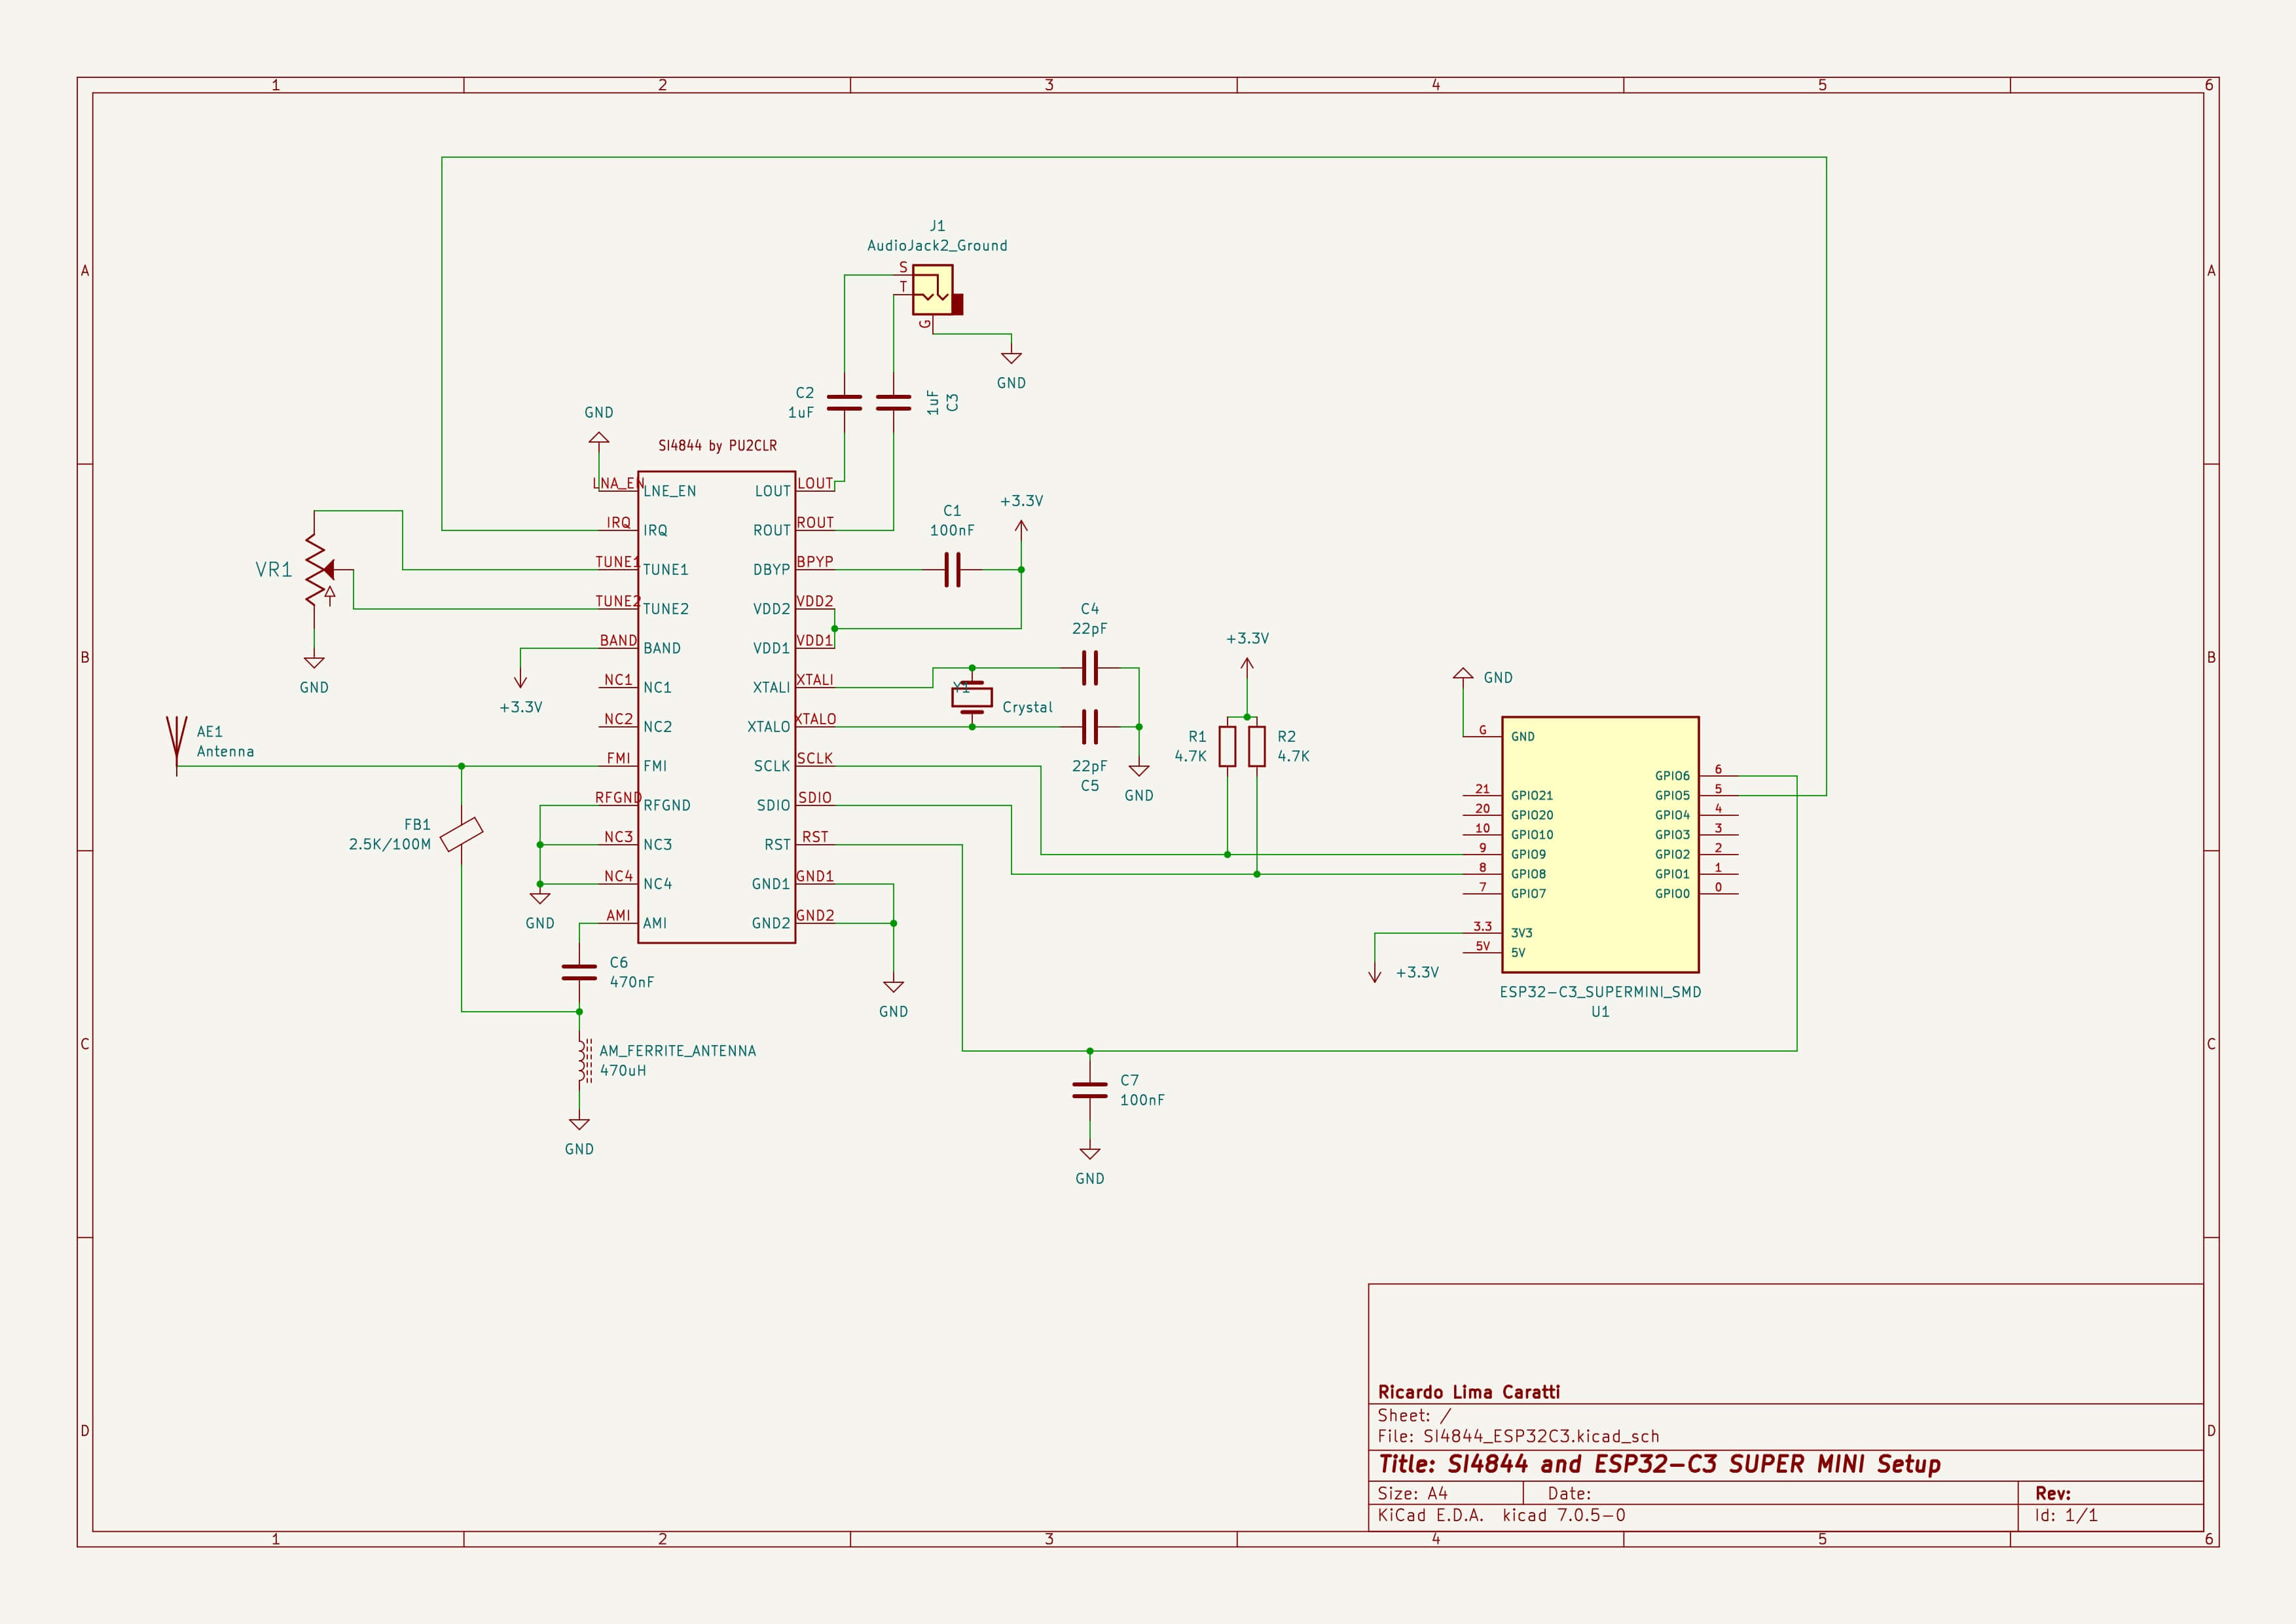 1 2 3 4 5 6
A A
B B
C C
D D
J1
AudioJack2_Ground
S
T
G
GND
C2
1uF
1uF
C3
GND
SI4844 by PU2CLR
LNA_EN LNE_EN
IRQ IRQ
TUNE1 TUNE1
TUNE2 TUNE2
BAND BAND
NC1 NC1
NC2 NC2
FMI FMI
RFGND RFGND
NC3 NC3
NC4 NC4
AMI AMI
LOUT LOUT
ROUT ROUT
DBYP BPYP
VDD2 VDD2
VDD1 VDD1
XTALI XTALI
XTALO XTALO
SCLK SCLK
SDIO SDIO
RST RST
GND1 GND1
GND2 GND2
VR1
GND
+3.3V
AE1
Antenna
FB1
2.5K/100M
GND
C6
470nF
AM_FERRITE_ANTENNA
470uH
GND
C1
100nF
+3.3V
C4
22pF
Y1
Crystal
22pF
C5
GND
+3.3V
R1
4.7K
R2
4.7K
GND
C7
100nF
GND
GND
G GND
21 GPIO21
20 GPIO20
10 GPIO10
9 GPIO9
8 GPIO8
7 GPIO7
3.3 3V3
5V 5V
GPIO6 6
GPIO5 5
GPIO4 4
GPIO3 3
GPIO2 2
GPIO1 1
GPIO0 0
+3.3V
ESP32-C3_SUPERMINI_SMD
U1
Ricardo Lima Caratti
Sheet: /
File: SI4844_ESP32C3.kicad_sch
Title: SI4844 and ESP32-C3 SUPER MINI Setup
Size: A4 Date: Rev:
KiCad E.D.A. kicad 7.0.5-0 Id: 1/1
1 2 3 4 5 6